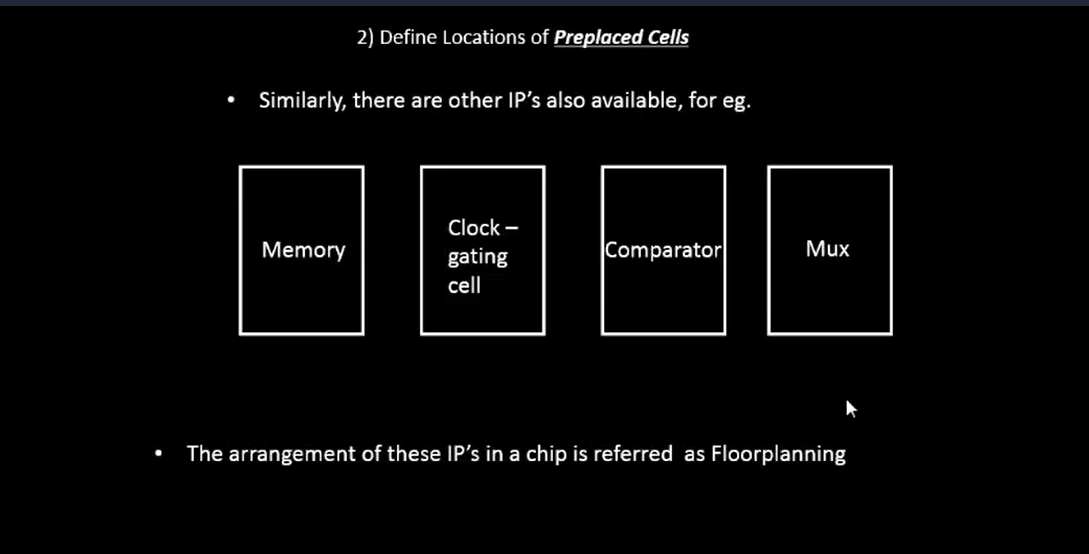 2) Define Locations of Preplaced Cells
• Similarly, there are other IP’s also available, for eg.
Memory
Clock –
gating
cell
Comparator
Mux
• The arrangement of these IP’s in a chip is referred as Floorplanning